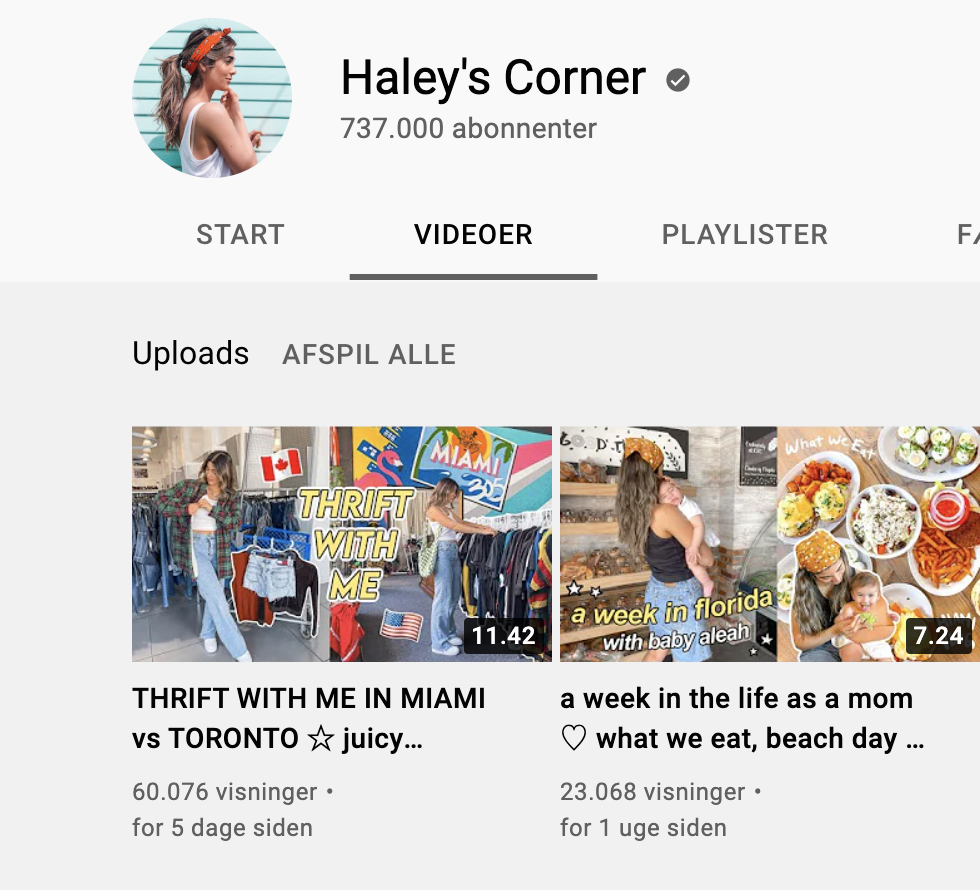 Haley's Corner
737.000 abonnenter
START
VIDEOER
PLAYLISTER
Uploads
AFSPIL ALLE
MIAMI
305
THRIFT
WITH
ME
11.42
What We Eat
a week in florida
with baby aleah
7.24
THRIFT WITH ME IN MIAMI
vs TORONTO ☆ juicy...
60.076 visninger •
for 5 dage siden
a week in the life as a mom
♡ what we eat, beach day ...
23.068 visninger •
for 1 uge siden